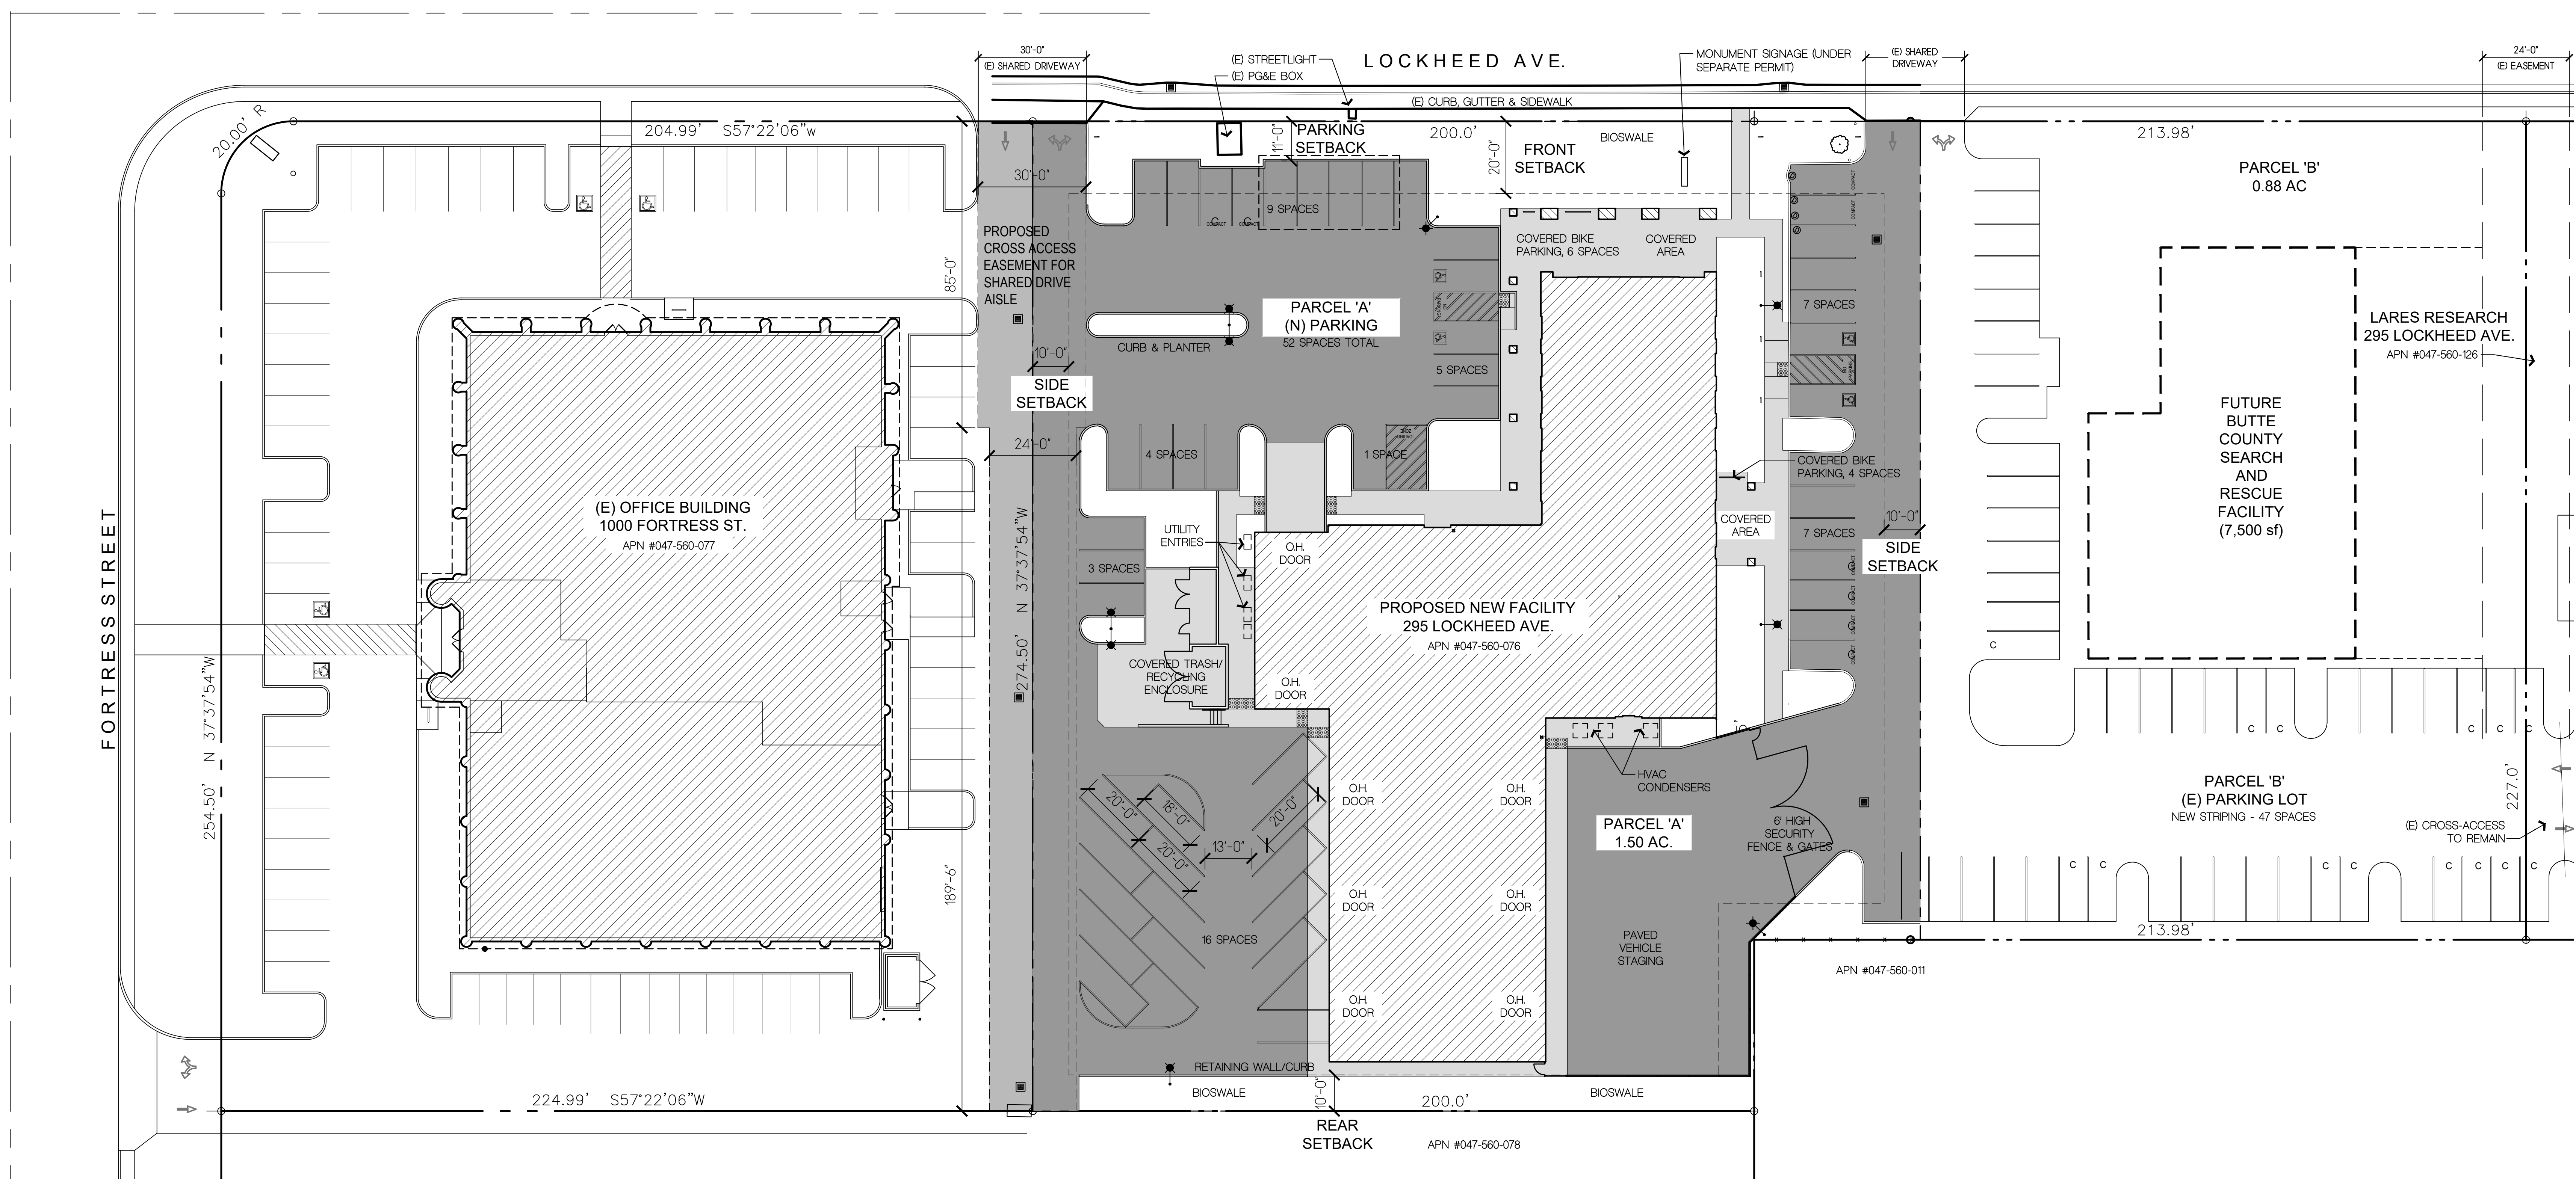 30'-0"
(E) SHARED DRIVEWAY
(E) STREETLIGHT
(E) PG&E BOX
LOCKHEED AVE.
MONUMENT SIGNAGE (UNDER
SEPARATE PERMIT)
(E) SHARED
DRIVEWAY
24'-0"
(E) EASEMENT
(E) CURB, GUTTER & SIDEWALK
20.00' R
204.99' S57°22'06"w
11'-0"
PARKING
SETBACK
200.0'
20'-0"
FRONT
SETBACK
BIOSWALE
213.98'
PARCEL 'B'
0.88 AC
30'-0"
9 SPACES
C
C
COMPACT
COMPACT
COMPACT
COMPACT
PROPOSED
CROSS ACCESS
EASEMENT FOR
SHARED DRIVE
AISLE
85'-0"
COVERED BIKE
PARKING, 6 SPACES
COVERED
AREA
PARCEL 'A'
(N) PARKING
52 SPACES TOTAL
CURB & PLANTER
7 SPACES
LARES RESEARCH
295 LOCKHEED AVE.
APN #047-560-126
10'-0"
SIDE
SETBACK
5 SPACES
24'-0"
4 SPACES
1 SPACE
COVERED BIKE
PARKING, 4 SPACES
FUTURE
BUTTE
COUNTY
SEARCH
AND
RESCUE
FACILITY
(7,500 sf)
(E) OFFICE BUILDING
1000 FORTRESS ST.
APN #047-560-077
FORTRESS STREET
274.50' N 37°37'54"W
UTILITY
ENTRIES
O.H.
DOOR
COVERED
AREA
7 SPACES
10'-0"
SIDE
SETBACK
3 SPACES
C
C
C
C
COMPACT
COMPACT
COMPACT
COMPACT
PROPOSED NEW FACILITY
295 LOCKHEED AVE.
APN #047-560-076
C
COVERED TRASH/
RECYCLING
ENCLOSURE
O.H.
DOOR
254.50' N 37°37'54"W
C
C
C
C
C
HVAC
CONDENSERS
20'-0"
18'-0"
20'-0"
20'-0"
13'-0"
O.H.
DOOR
O.H.
DOOR
PARCEL 'A'
1.50 AC.
6' HIGH
SECURITY
FENCE & GATES
PARCEL 'B'
(E) PARKING LOT
NEW STRIPING - 47 SPACES
227.0'
(E) CROSS-ACCESS
TO REMAIN
189'-6"
C
C
C
C
C
C
C
C
O.H.
DOOR
O.H.
DOOR
16 SPACES
PAVED
VEHICLE
STAGING
213.98'
APN #047-560-011
O.H.
DOOR
O.H.
DOOR
RETAINING WALL/CURB
BIOSWALE
10'-0"
BIOSWALE
224.99' S57°22'06"W
200.0'
REAR
SETBACK
APN #047-560-078